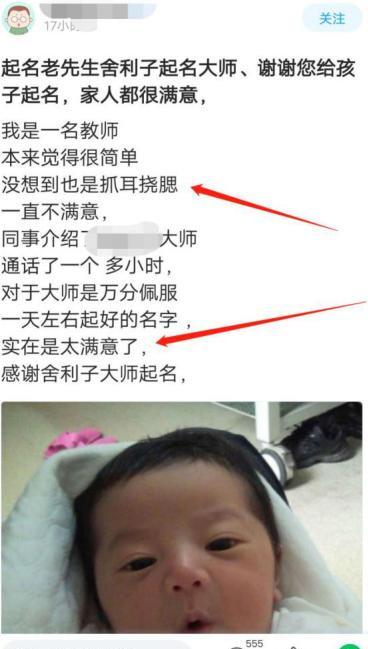 17小
关注
起名老先生舍利子起名大师、谢谢您给孩
子起名，家人都很满意，
我是一名教师
本来觉得很简单
没想到也是抓耳挠腮
一直不满意，
同事介绍了 大师
通话了一个 多小时，
对于大师是万分佩服
一天左右起好的名字 ，
实在是太满意了，
感谢舍利子大师起名，
555